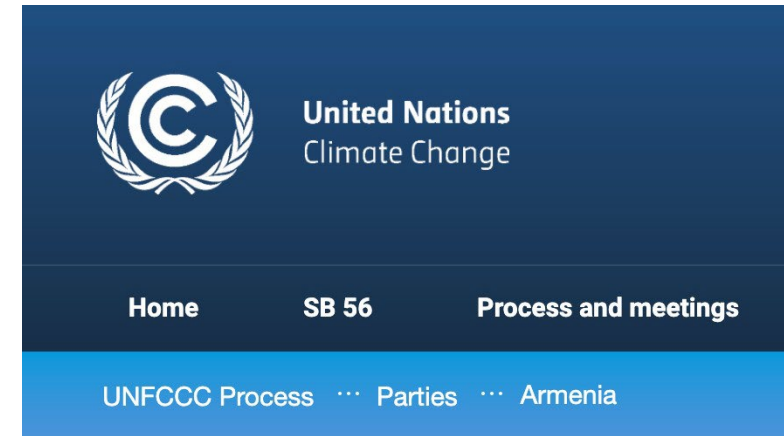 United Nations
Climate Change
Home SB 56 Process and meetings
UNFCCC Process ··· Parties ··· Armenia